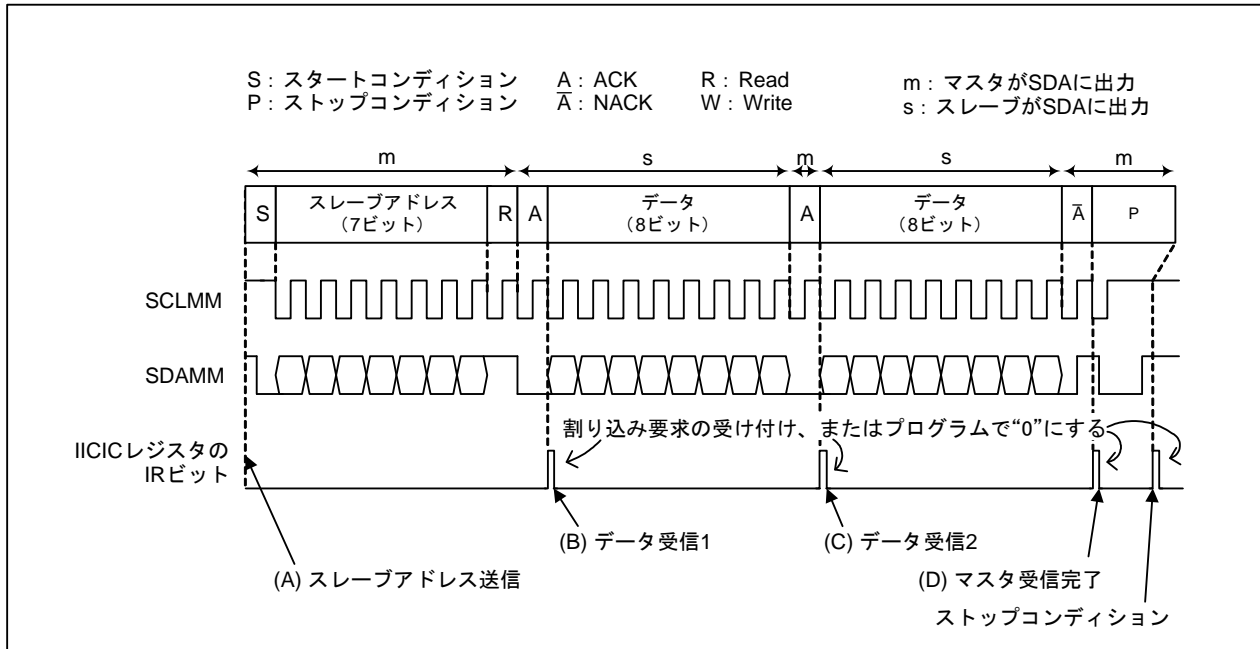 S : スタートコンディション A : ACK R : Read m : マスタがSDAに出力
P : ストップコンディション A̅ : NACK W : Write s : スレーブがSDAに出力
m s m s m
S スレーブアドレス (7ビット) R A データ (8ビット) A データ (8ビット) A̅ P
SCLMM
SDAMM
割り込み要求の受け付け、またはプログラムで“0”にする
IICICレジスタの
IRビット
(B) データ受信1 (C) データ受信2
(A) スレーブアドレス送信 (D) マスタ受信完了
ストップコンディション